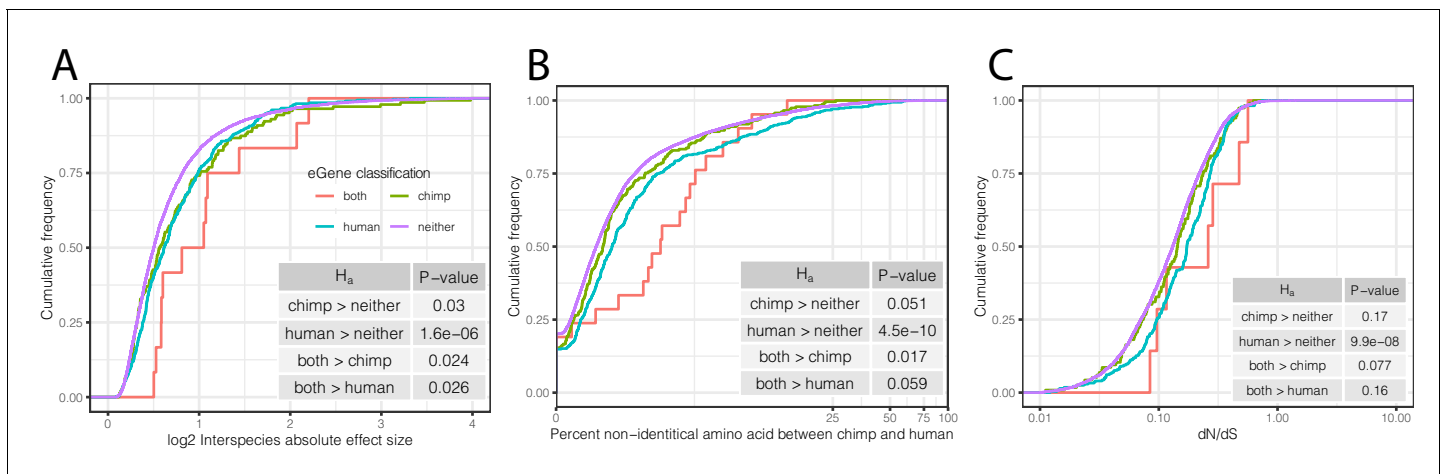 A
B
C
1.00
0.75
0.50
0.25
0.00
Cumulative frequency
0
1
2
3
4
log2 Interspecies absolute effect size
eGene classification
both
chimp
human
neither
Ha P−value
chimp > neither 0.03
human > neither 1.6e−06
both > chimp 0.024
both > human 0.026
1.00
0.75
0.50
0.25
0.00
Cumulative frequency
0
25
50
75
100
Percent non−identitical amino acid between chimp and human
Ha P−value
chimp > neither 0.051
human > neither 4.5e−10
both > chimp 0.017
both > human 0.059
1.00
0.75
0.50
0.25
0.00
Cumulative frequency
0.01
0.10
1.00
10.00
dN/dS
Ha P−value
chimp > neither 0.17
human > neither 9.9e−08
both > chimp 0.077
both > human 0.16